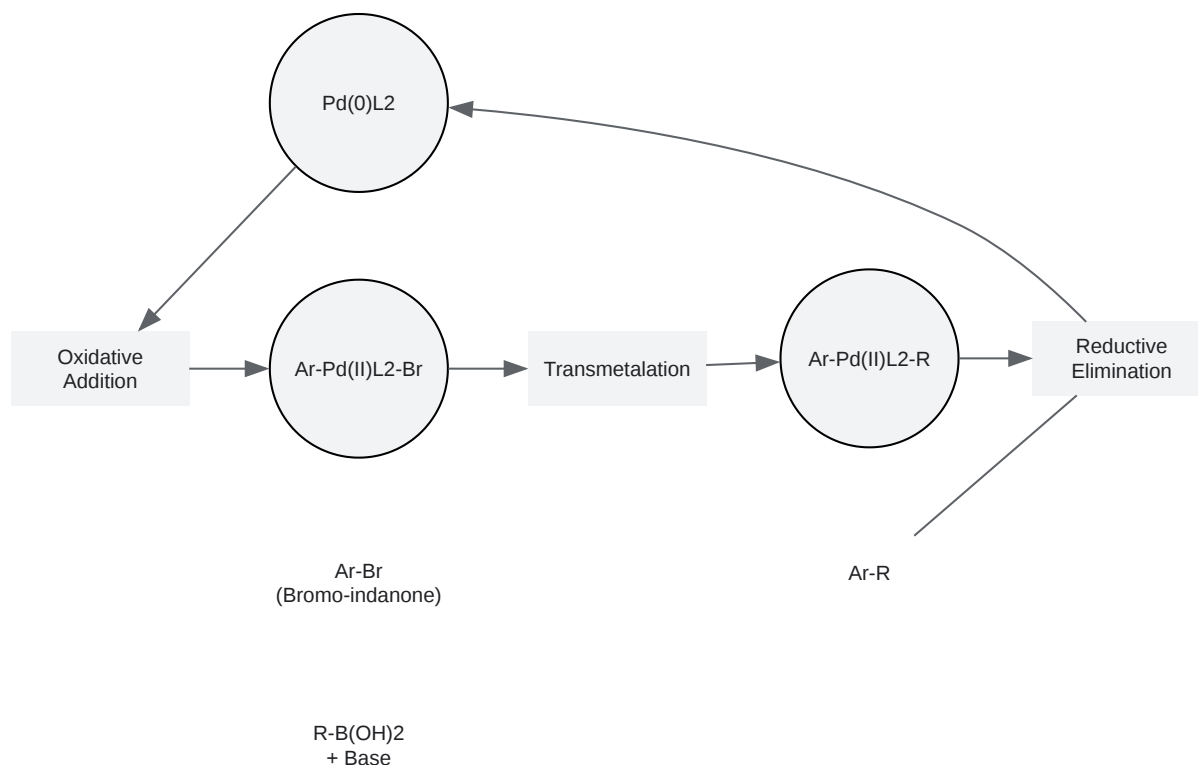 Pd(0)L2
Oxidative
Addition
Ar-Pd(II)L2-Br
Transmetalation
Ar-Pd(II)L2-R
Reductive
Elimination
Ar-Br
(Bromo-indanone)
Ar-R
R-B(OH)2
+ Base